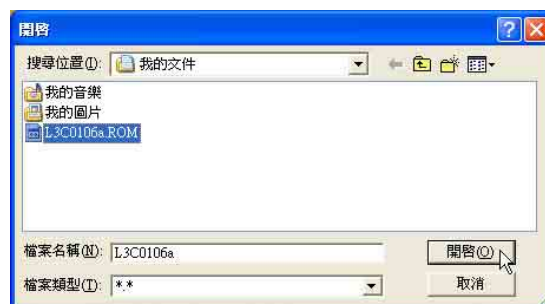 開啓
搜尋位置(I): 我的文件
我的音樂
我的圖片
L3C0106a.ROM
檔案名稱(N): L3C0106a 開啓(O)
檔案類型(T): *.* 取消